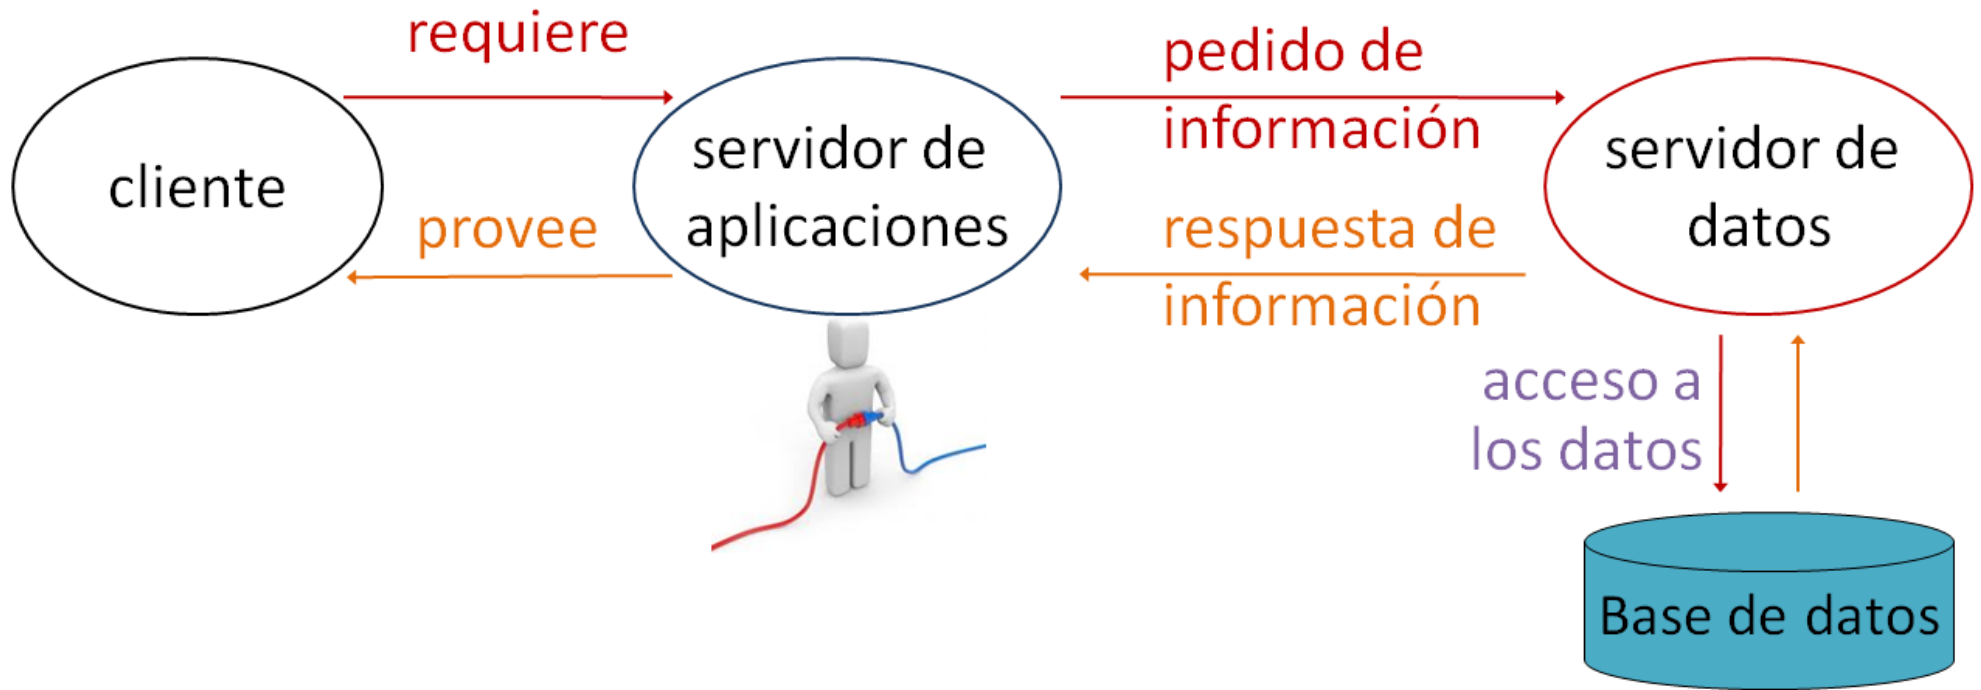 requiere
pedido de
información
cliente
servidor de
aplicaciones
servidor de
datos
provee
respuesta de
información
acceso a
los datos
Base de datos